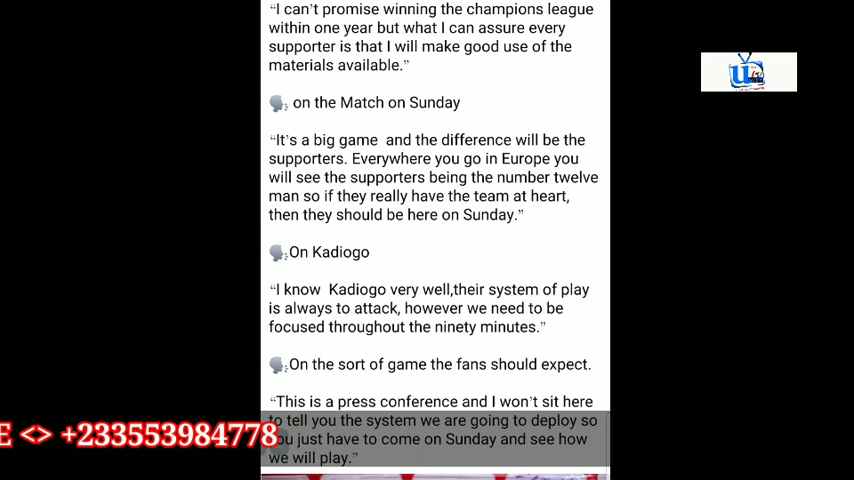 “I can’t promise winning the champions league
within one year but what I can assure every
supporter is that I will make good use of the
materials available.”
on the Match on Sunday
“It’s a big game and the difference will be the
supporters. Everywhere you go in Europe you
will see the supporters being the number twelve
man so if they really have the team at heart,
then they should be here on Sunday.”
On Kadiogo
“I know Kadiogo very well,their system of play
is always to attack, however we need to be
focused throughout the ninety minutes.”
On the sort of game the fans should expect.
“This is a press conference and I won’t sit here
to tell you the system we are going to deploy so
you just have to come on Sunday and see how
we will play.”
E <> +233553984778
u